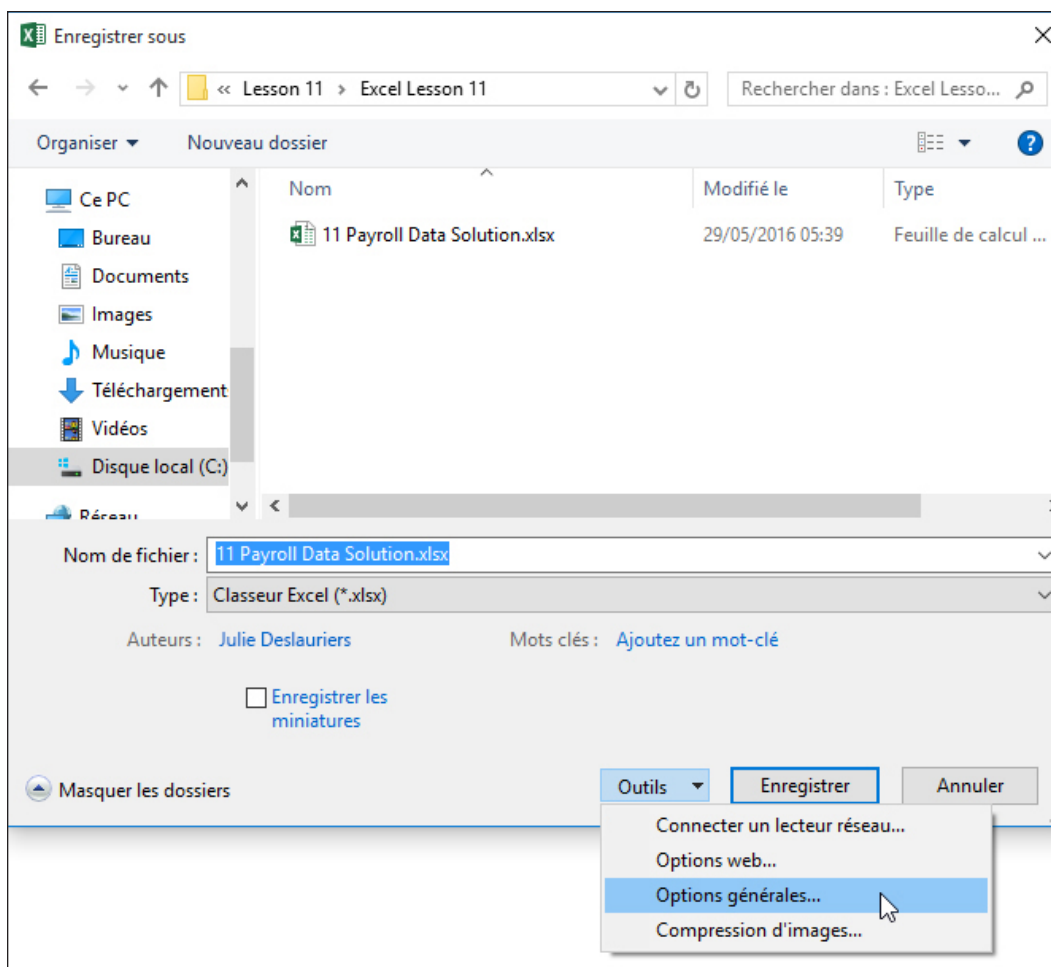 Enregistrer sous
« Lesson 11 > Excel Lesson 11
Rechercher dans : Excel Lesso...
Organiser
Nouveau dossier
?
Nom
Modifié le
Type
Ce PC
Bureau
Documents
Images
Musique
Téléchargement
Vidéos
Disque local (C:)
Réseau
11 Payroll Data Solution.xlsx
29/05/2016 05:39
Feuille de calcul ...
Nom de fichier : 11 Payroll Data Solution.xlsx
Type : Classeur Excel (*.xlsx)
Auteurs : Julie Deslauriers
Mots clés : Ajoutez un mot-clé
Enregistrer les
miniatures
Masquer les dossiers
Outils
Enregistrer
Annuler
Connecter un lecteur réseau...
Options web...
Options générales...
Compression d'images...